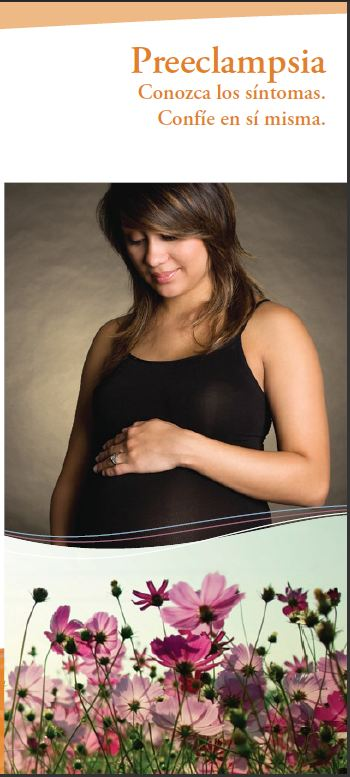 Preeclampsia
Conozca los síntomas.
Confíe en sí misma.